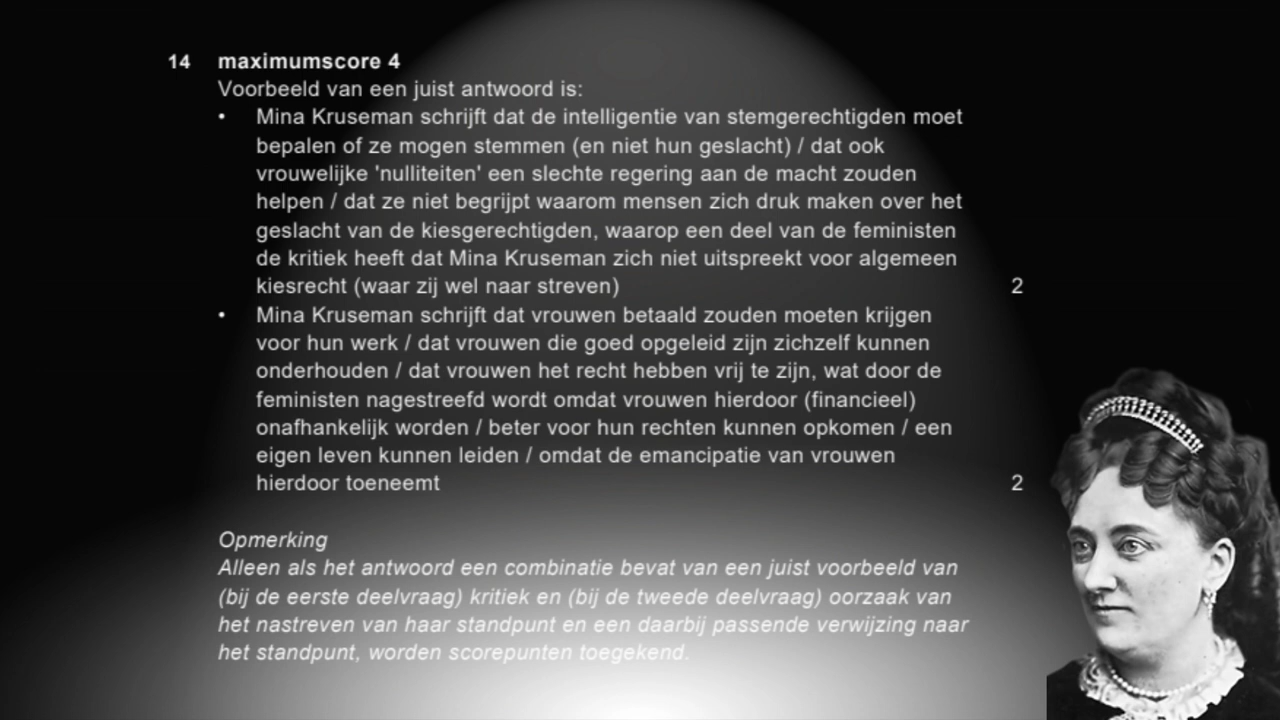 14 maximumscore 4
Voorbeeld van een juist antwoord is:
• Mina Kruseman schrijft dat de intelligentie van stemgerechtigden moet
bepalen of ze mogen stemmen (en niet hun geslacht) / dat ook
vrouwelijke 'nulliteiten' een slechte regering aan de macht zouden
helpen / dat ze niet begrijpt waarom mensen zich druk maken over het
geslacht van de kiesgerechtigden, waarop een deel van de feministen
de kritiek heeft dat Mina Kruseman zich niet uitspreekt voor algemeen
kiesrecht (waar zij wel naar streven) 2
• Mina Kruseman schrijft dat vrouwen betaald zouden moeten krijgen
voor hun werk / dat vrouwen die goed opgeleid zijn zichzelf kunnen
onderhouden / dat vrouwen het recht hebben vrij te zijn, wat door de
feministen nagestreefd wordt omdat vrouwen hierdoor (financieel)
onafhankelijk worden / beter voor hun rechten kunnen opkomen / een
eigen leven kunnen leiden / omdat de emancipatie van vrouwen
hierdoor toeneemt 2
Opmerking
Alleen als het antwoord een combinatie bevat van een juist voorbeeld van
(bij de eerste deelvraag) kritiek en (bij de tweede deelvraag) oorzaak van
het nastreven van haar standpunt en een daarbij passende verwijzing naar
het standpunt, worden scorepunten toegekend.